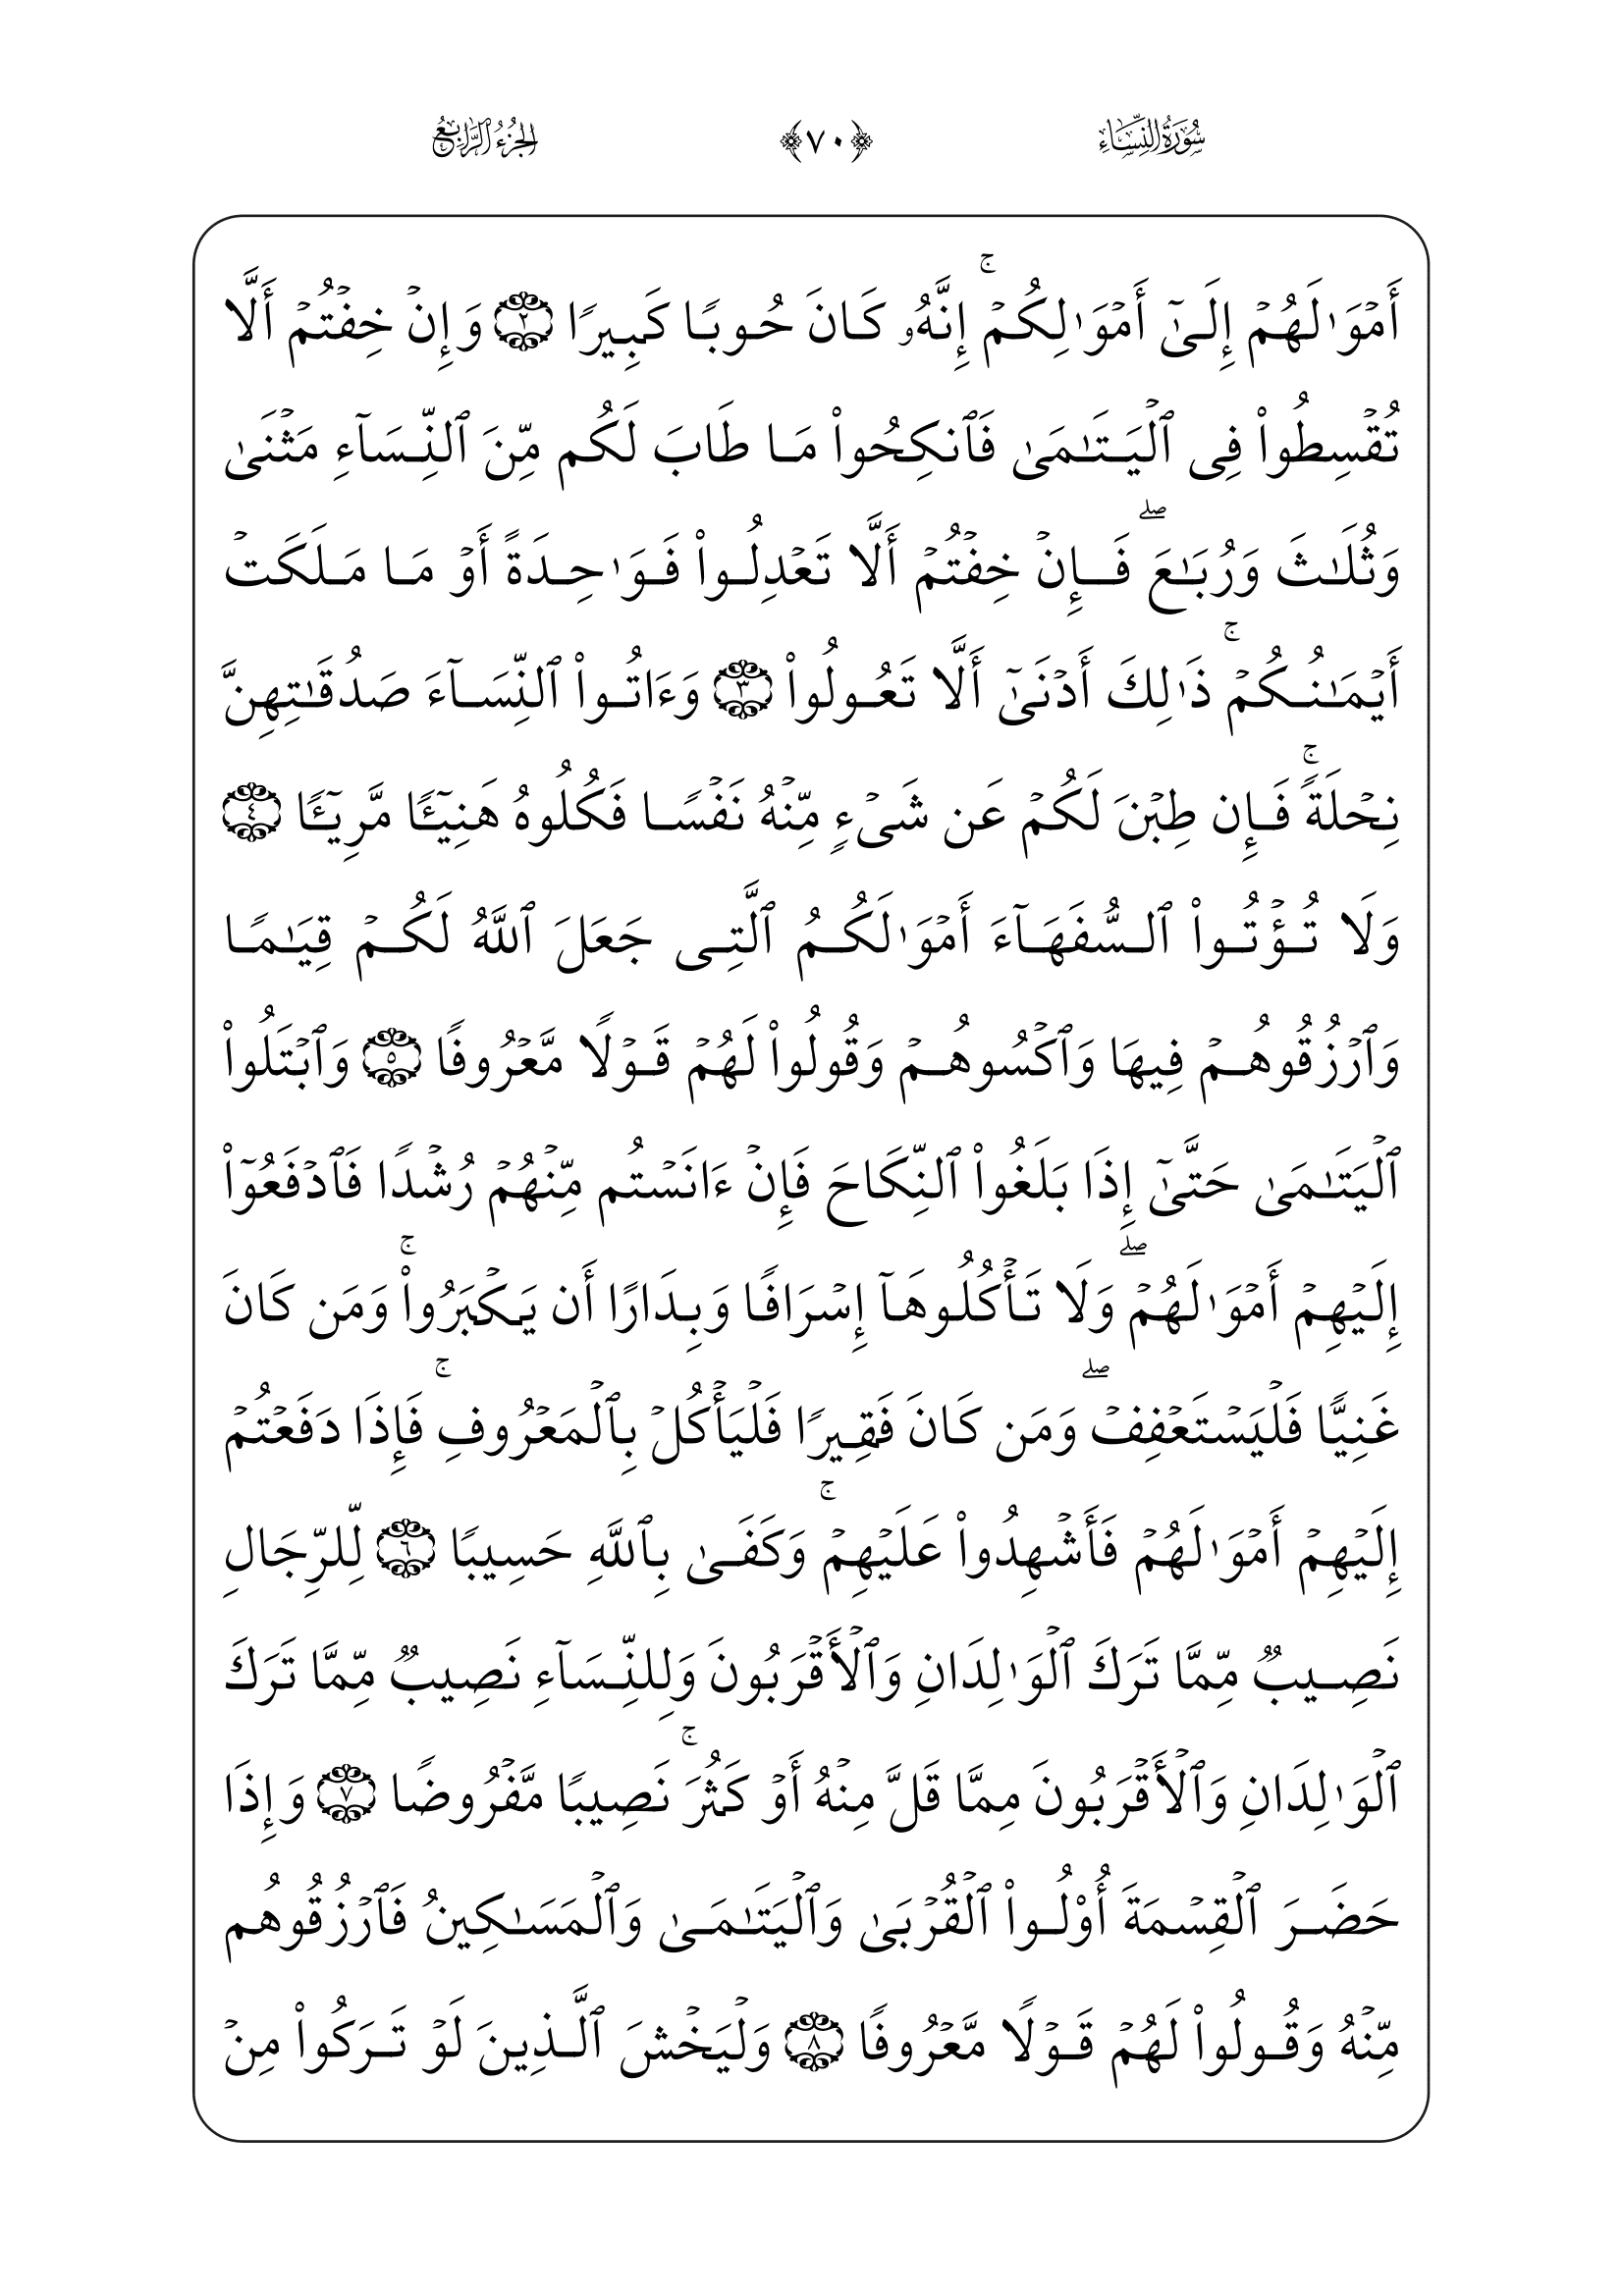 سُورَةُ النِّسَاءِ ﴿٧٠﴾ الجُزْءُ الرَّابِعُ
أَمۡوَٰلَهُمۡ إِلَىٰٓ أَمۡوَٰلِكُمۡۚ إِنَّهُۥ كَانَ حُوبًا كَبِيرًا ٢ وَإِنۡ خِفۡتُمۡ أَلَّا
تُقۡسِطُواْ فِى ٱلۡيَتَٰمَىٰ فَٱنكِحُواْ مَا طَابَ لَكُم مِّنَ ٱلنِّسَآءِ مَثۡنَىٰ
وَثُلَٰثَ وَرُبَٰعَۖ فَإِنۡ خِفۡتُمۡ أَلَّا تَعۡدِلُواْ فَوَٰحِدَةً أَوۡ مَا مَلَكَتۡ
أَيۡمَٰنُكُمۡۚ ذَٰلِكَ أَدۡنَىٰٓ أَلَّا تَعُولُواْ ٣ وَءَاتُواْ ٱلنِّسَآءَ صَدُقَٰتِهِنَّ
نِحۡلَةًۚ فَإِن طِبۡنَ لَكُمۡ عَن شَىۡءٍ مِّنۡهُ نَفۡسًا فَكُلُوهُ هَنِيٓـًٔا مَّرِيٓـًٔا ٤
وَلَا تُؤۡتُواْ ٱلسُّفَهَآءَ أَمۡوَٰلَكُمُ ٱلَّتِى جَعَلَ ٱللَّهُ لَكُمۡ قِيَٰمًا
وَٱرۡزُقُوهُمۡ فِيهَا وَٱكۡسُوهُمۡ وَقُولُواْ لَهُمۡ قَوۡلًا مَّعۡرُوفًا ٥ وَٱبۡتَلُواْ
ٱلۡيَتَٰمَىٰ حَتَّىٰٓ إِذَا بَلَغُواْ ٱلنِّكَاحَ فَإِنۡ ءَانَسۡتُم مِّنۡهُمۡ رُشۡدًا فَٱدۡفَعُوٓاْ
إِلَيۡهِمۡ أَمۡوَٰلَهُمۡۖ وَلَا تَأۡكُلُوهَآ إِسۡرَافًا وَبِدَارًا أَن يَكۡبَرُواْۚ وَمَن كَانَ
غَنِيًّا فَلۡيَسۡتَعۡفِفۡۖ وَمَن كَانَ فَقِيرًا فَلۡيَأۡكُلۡ بِٱلۡمَعۡرُوفِۚ فَإِذَا دَفَعۡتُمۡ
إِلَيۡهِمۡ أَمۡوَٰلَهُمۡ فَأَشۡهِدُواْ عَلَيۡهِمۡۚ وَكَفَىٰ بِٱللَّهِ حَسِيبًا ٦ لِّلرِّجَالِ
نَصِيبٌ مِّمَّا تَرَكَ ٱلۡوَٰلِدَانِ وَٱلۡأَقۡرَبُونَ وَلِلنِّسَآءِ نَصِيبٌ مِّمَّا تَرَكَ
ٱلۡوَٰلِدَانِ وَٱلۡأَقۡرَبُونَ مِمَّا قَلَّ مِنۡهُ أَوۡ كَثُرَۚ نَصِيبًا مَّفۡرُوضًا ٧ وَإِذَا
حَضَرَ ٱلۡقِسۡمَةَ أُوْلُواْ ٱلۡقُرۡبَىٰ وَٱلۡيَتَٰمَىٰ وَٱلۡمَسَٰكِينُ فَٱرۡزُقُوهُم
مِّنۡهُ وَقُولُواْ لَهُمۡ قَوۡلًا مَّعۡرُوفًا ٨ وَلۡيَخۡشَ ٱلَّذِينَ لَوۡ تَرَكُواْ مِنۡ